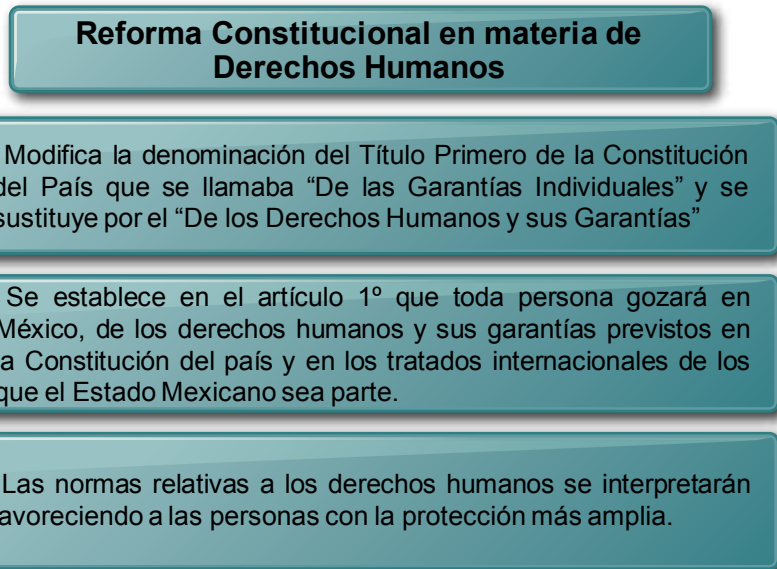 Reforma Constitucional en materia de
Derechos Humanos
Modifica la denominación del Título Primero de la Constitución
del País que se llamaba “De las Garantías Individuales” y se
sustituye por el “De los Derechos Humanos y sus Garantías”
Se establece en el artículo 1º que toda persona gozará en
México, de los derechos humanos y sus garantías previstos en
la Constitución del país y en los tratados internacionales de los
que el Estado Mexicano sea parte.
Las normas relativas a los derechos humanos se interpretarán
favoreciendo a las personas con la protección más amplia.